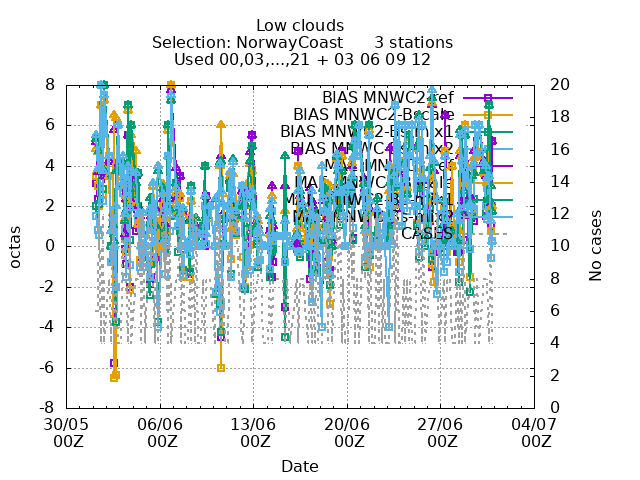 Low clouds
Selection: NorwayCoast 3 stations
Used 00,03,...,21 + 03 06 09 12
octas
No cases
8
6
4
2
0
-2
-4
-6
-8
20
18
16
14
12
10
8
6
4
2
0
BIAS MNWC2-ref
BIAS
BIAS
BIAS
CASES
30/05 00Z
06/06 00Z
13/06 00Z
20/06 00Z
27/06 00Z
04/07 00Z
Date